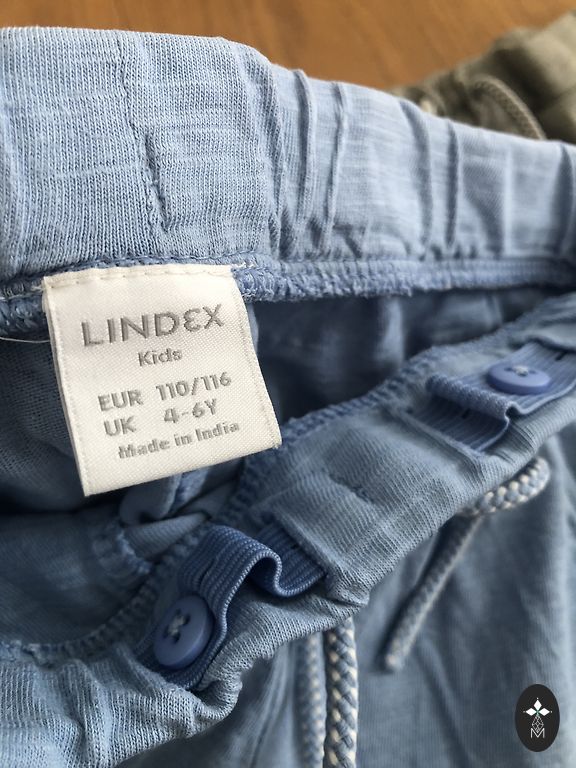 LINDEX
Kids
EUR 110/116
UK 4-6Y
Made in India
M